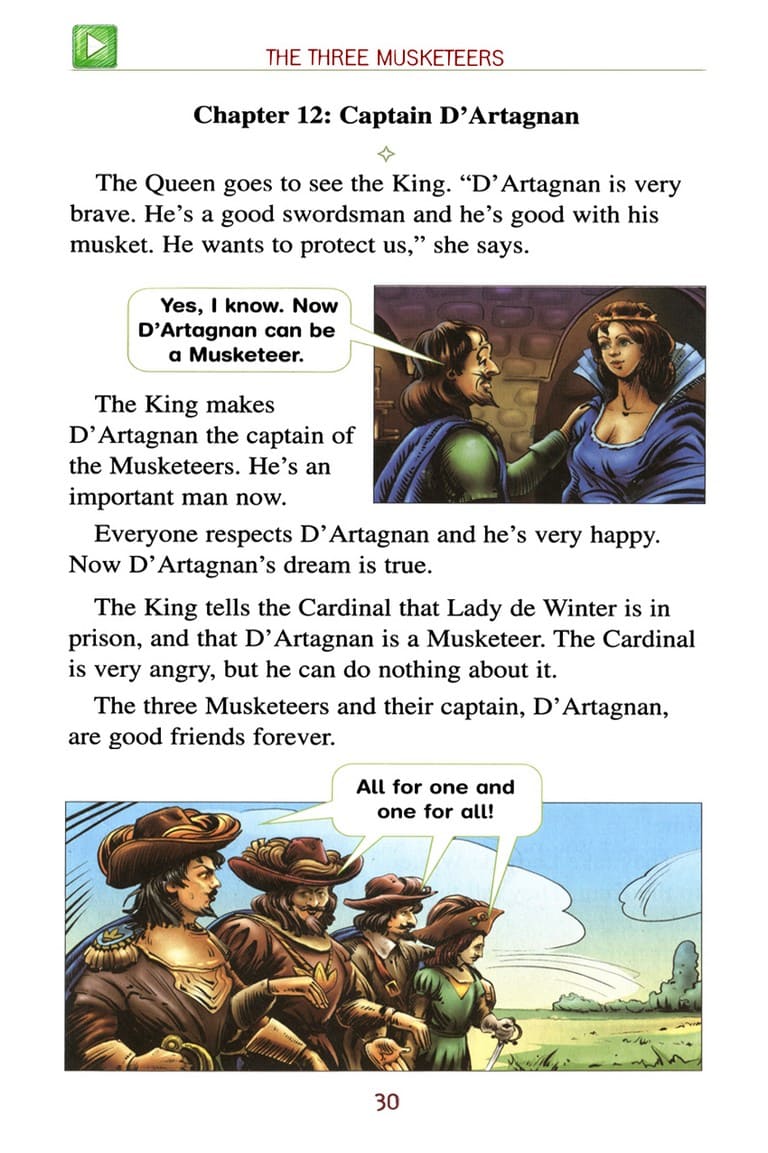 THE THREE MUSKETEERS
Chapter 12: Captain D’Artagnan
The Queen goes to see the King. “D’Artagnan is very
brave. He’s a good swordsman and he’s good with his
musket. He wants to protect us,” she says.
Yes, I know. Now
D’Artagnan can be
a Musketeer.
The King makes
D’Artagnan the captain of
the Musketeers. He’s an
important man now.
Everyone respects D’Artagnan and he’s very happy.
Now D’Artagnan’s dream is true.
The King tells the Cardinal that Lady de Winter is in
prison, and that D’Artagnan is a Musketeer. The Cardinal
is very angry, but he can do nothing about it.
The three Musketeers and their captain, D’Artagnan,
are good friends forever.
All for one and
one for all!
30